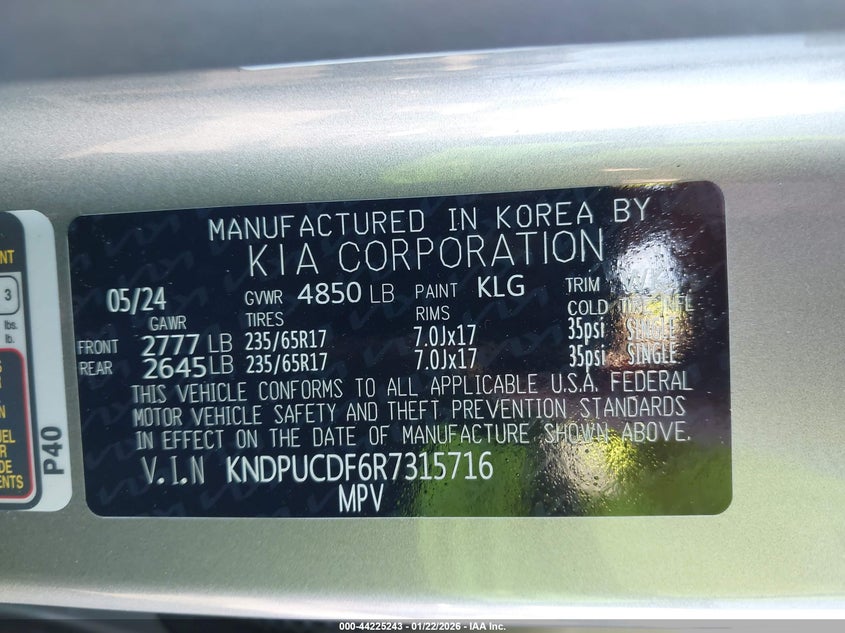 MANUFACTURED IN KOREA BY
KIA CORPORATION
05/24 GVWR 4850 LB PAINT KLG TRIM
GAWR TIRES RIMS COLD
FRONT 2777 LB 235/65R17 7.0Jx17 35psi SINGLE
REAR 2645 LB 235/65R17 7.0Jx17 35psi SINGLE
THIS VEHICLE CONFORMS TO ALL APPLICABLE U.S.A. FEDERAL
MOTOR VEHICLE SAFETY AND THEFT PREVENTION STANDARDS
IN EFFECT ON THE DATE OF MANUFACTURE SHOWN ABOVE.
V.I.N KNDPUCDF6R7315716
MPV
3
lbs.
lb.
P40
000-44225243 - 01/22/2026 - IAA Inc.